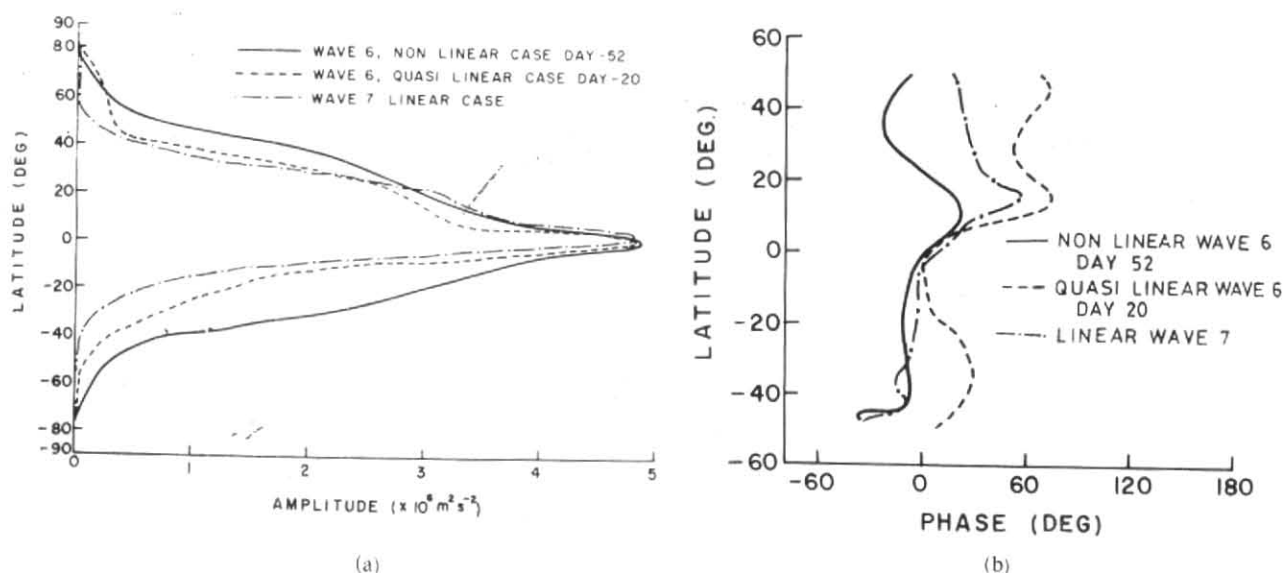 90
80
60
40
20
0
-20
-40
-60
-80
-90
LATITUDE (DEG.)
WAVE 6, NON LINEAR CASE DAY-52
WAVE 6, QUASI LINEAR CASE DAY-20
WAVE 7 LINEAR CASE
0 1 2 3 4 5
AMPLITUDE (x 10⁶ m² s⁻²)
(a)
60
40
20
0
-20
-40
-60
LATITUDE (DEG.)
NON LINEAR WAVE 6
DAY 52
QUASI LINEAR WAVE 6
DAY 20
LINEAR WAVE 7
-60 0 60 120 180
PHASE (DEG)
(b)